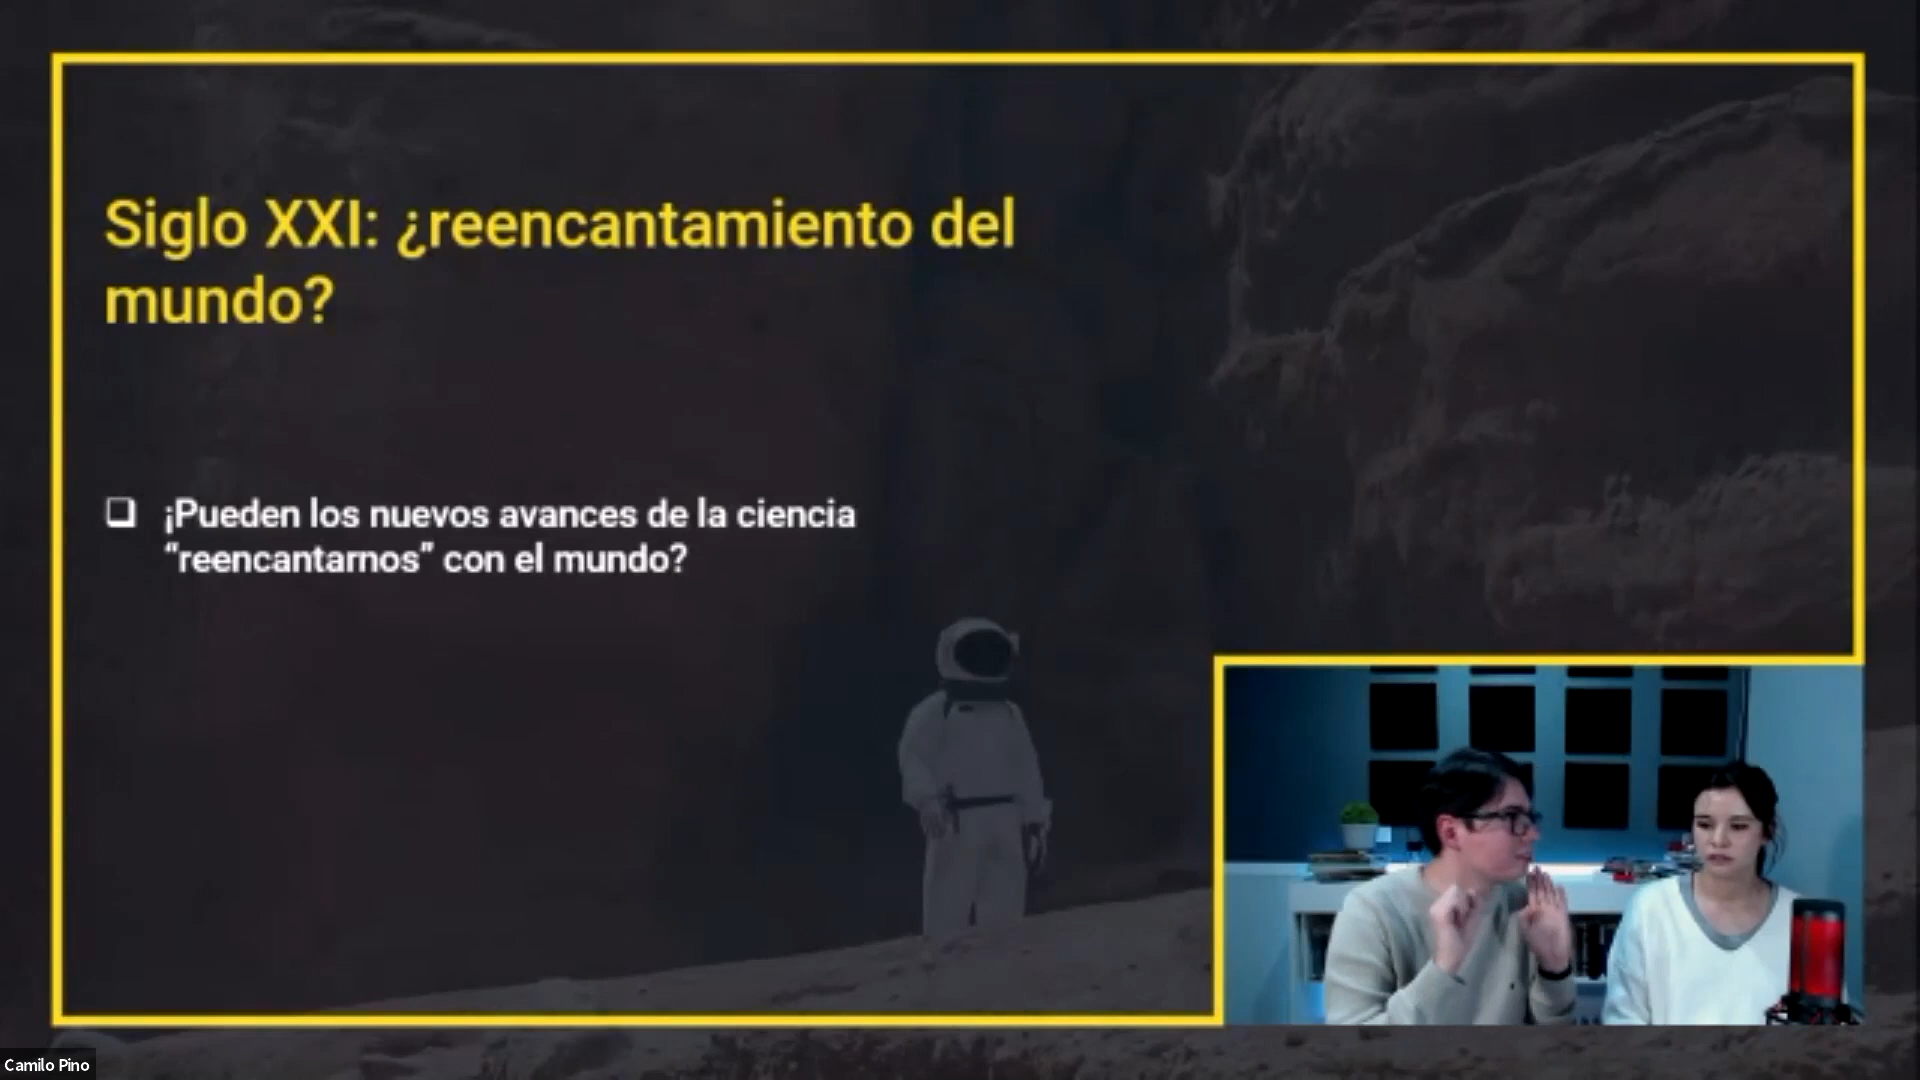 Siglo XXI: ¿reencantamiento del
mundo?
¡Pueden los nuevos avances de la ciencia
“reencantarnos” con el mundo?
Camilo Pino